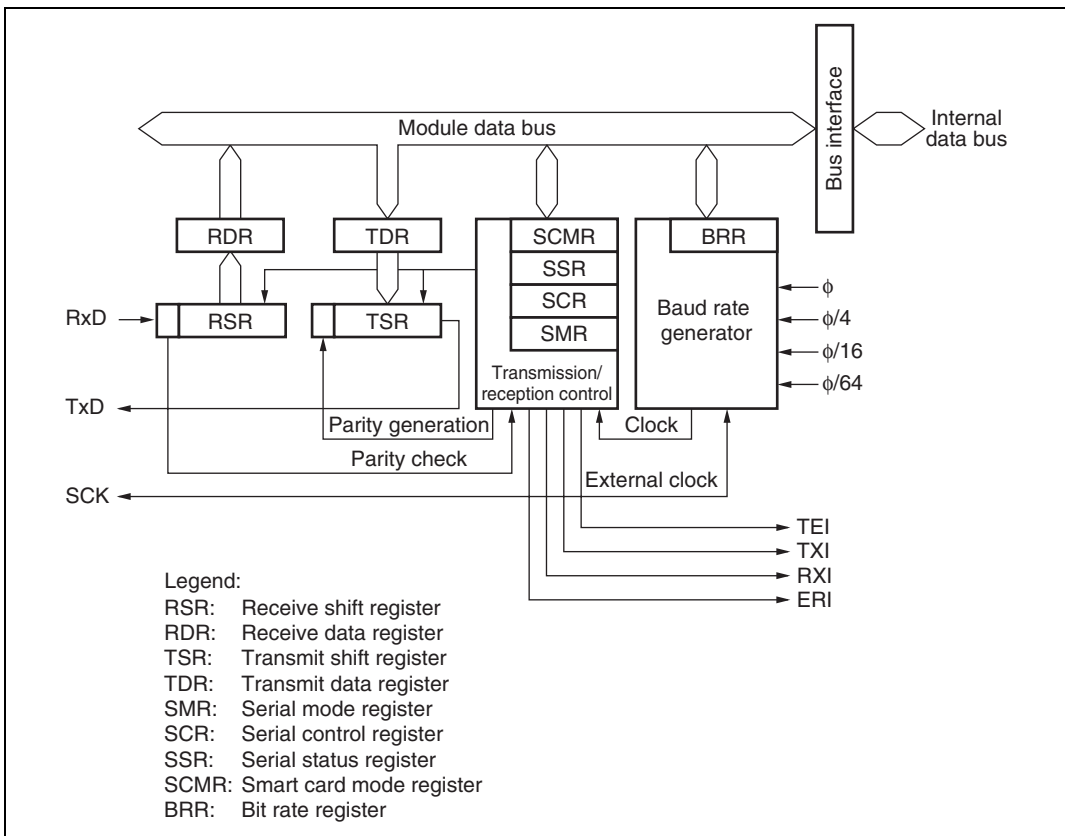 Module data bus
Bus interface
Internal
data bus
RDR
TDR
SCMR
SSR
SCR
SMR
BRR
Baud rate
generator
φ
φ/4
φ/16
φ/64
RxD
RSR
TSR
Transmission/
reception control
TxD
Parity generation
Clock
Parity check
SCK
External clock
TEI
TXI
RXI
ERI
Legend:
RSR: Receive shift register
RDR: Receive data register
TSR: Transmit shift register
TDR: Transmit data register
SMR: Serial mode register
SCR: Serial control register
SSR: Serial status register
SCMR: Smart card mode register
BRR: Bit rate register